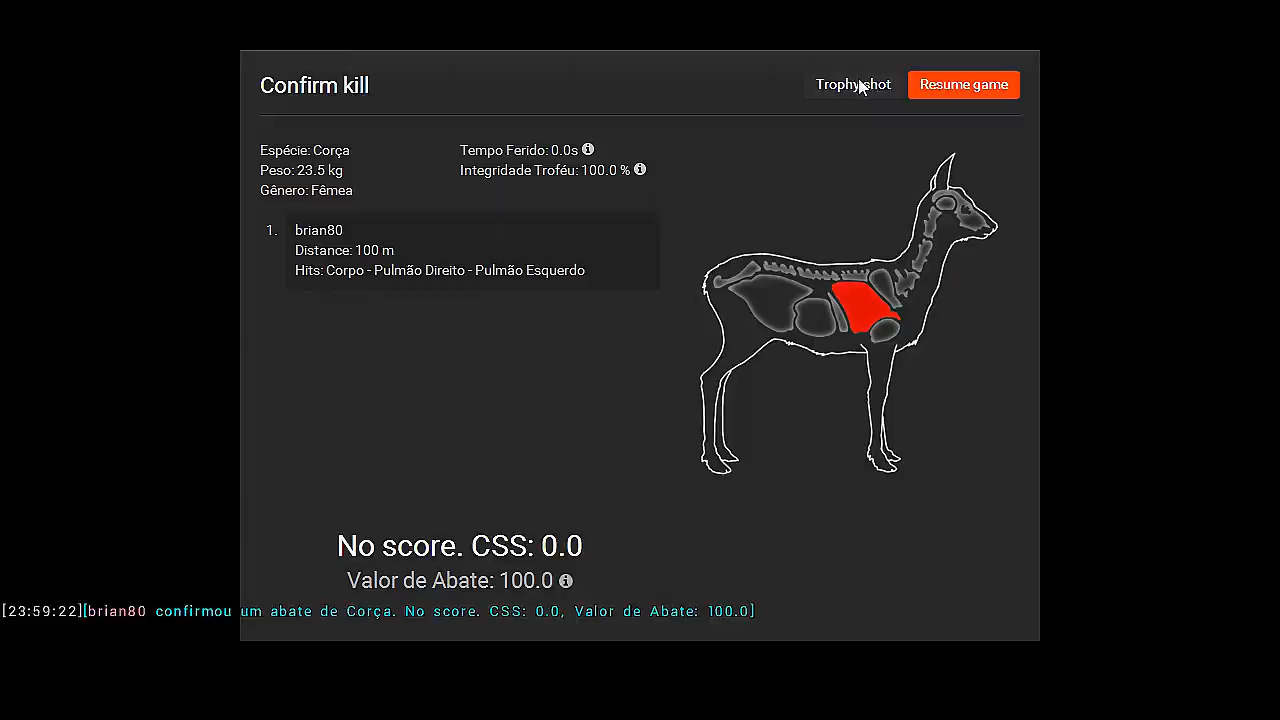 Confirm kill
Trophy shot
Resume game
Espécie: Corça
Peso: 23.5 kg
Gênero: Fêmea
Tempo Ferido: 0.0s
Integridade Troféu: 100.0 %
1. brian80
Distance: 100 m
Hits: Corpo - Pulmão Direito - Pulmão Esquerdo
No score. CSS: 0.0
Valor de Abate: 100.0
[23:59:22][brian80 confirmou um abate de Corça. No score. CSS: 0.0, Valor de Abate: 100.0]